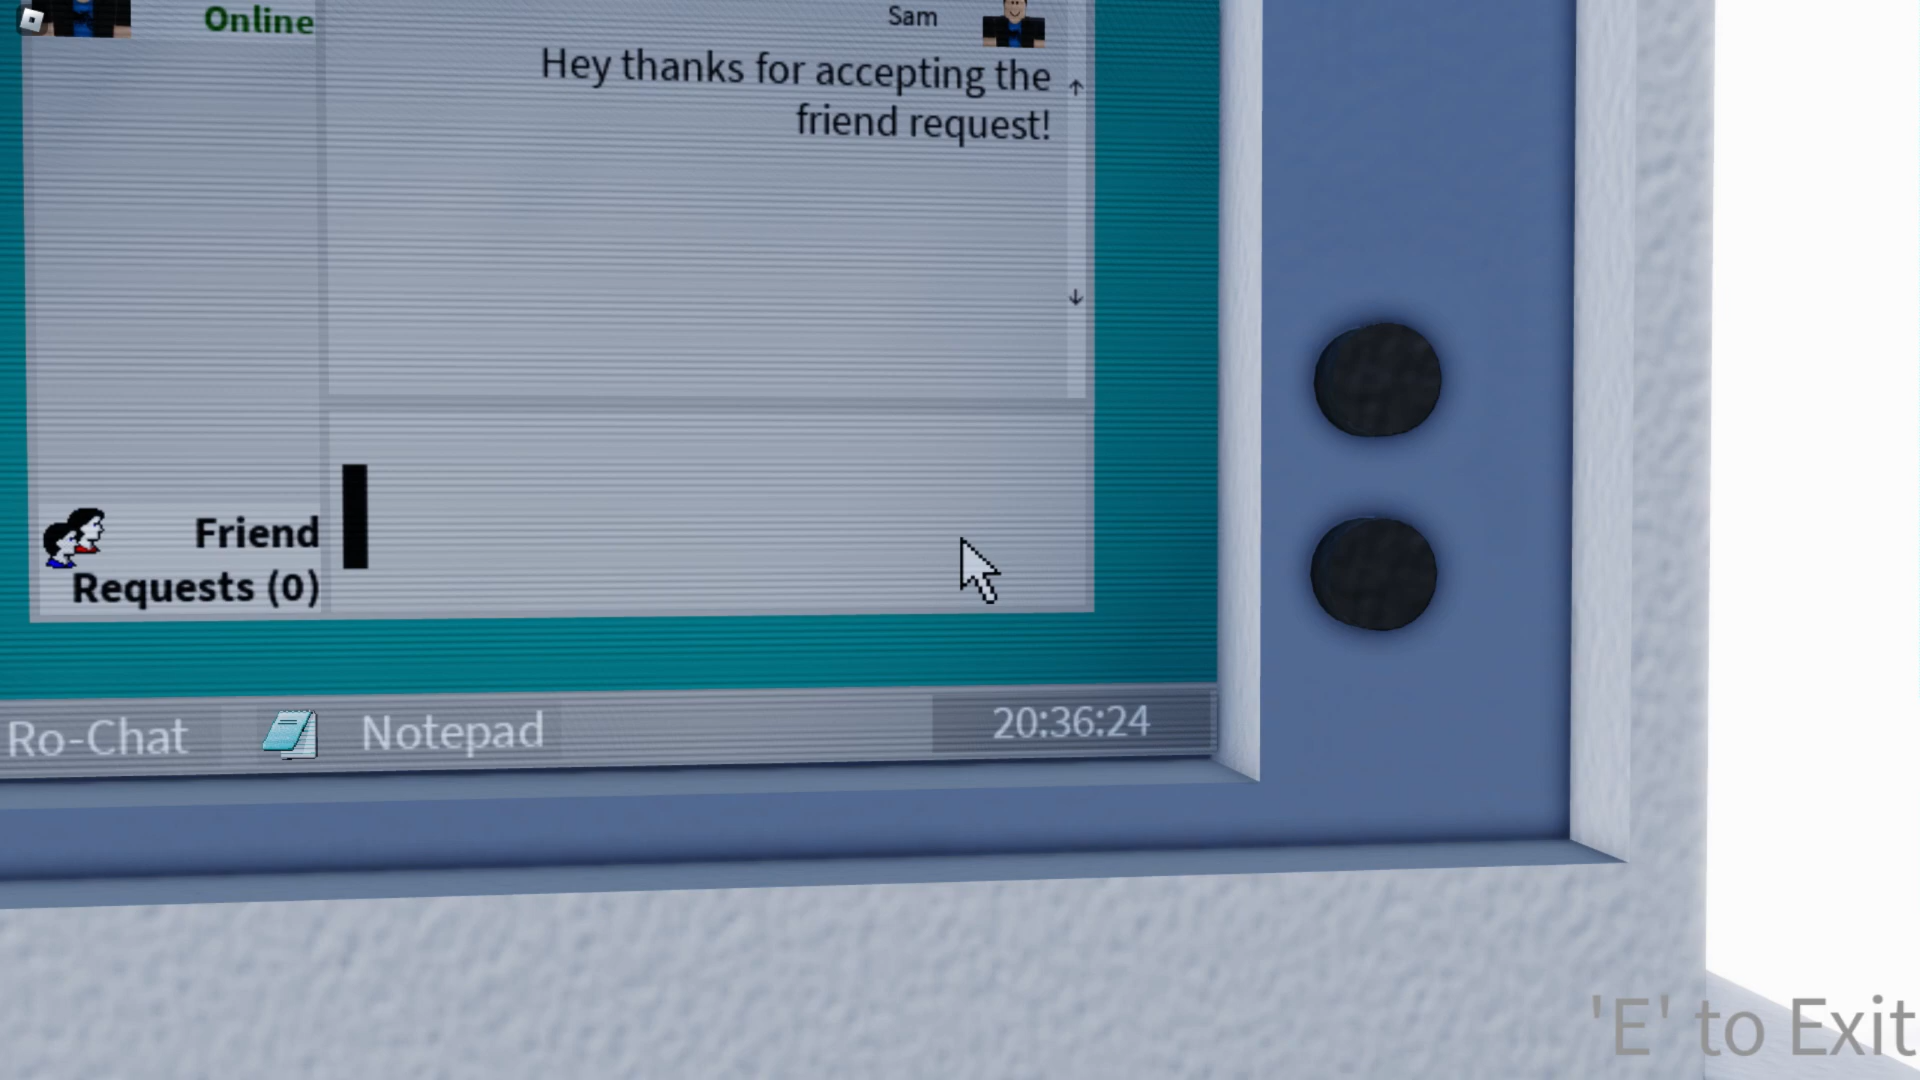 Online
Sam
Hey thanks for accepting the
friend request!
Friend
Requests (0)
Ro-Chat
Notepad
20:36:24
'E' to Exit